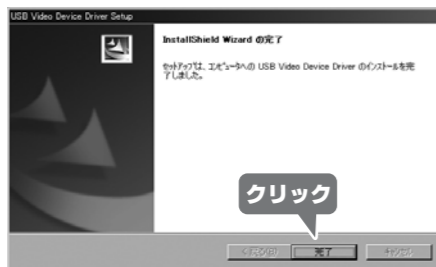 USB Video Device Driver Setup
InstallShield Wizard の完了
セットアップは、コンピュータへの USB Video Device Driver のインストールを完
了しました。
クリック
< 戻る(B)
完了
キャンセル